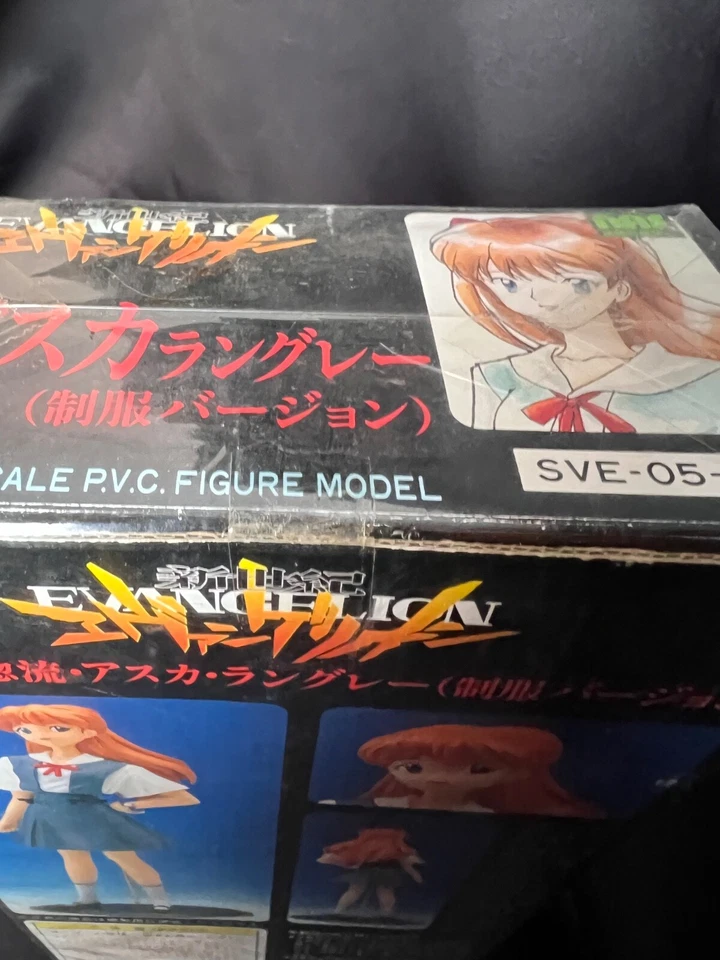 新世紀
EVANGELION
エヴァンゲリオン
アスカラングレー
(制服バージョン)
CALE P.V.C. FIGURE MODEL
SVE-05-
新世紀
EVANGELION
エヴァンゲリオン
流・アスカ・ラングレー(制服バージョ